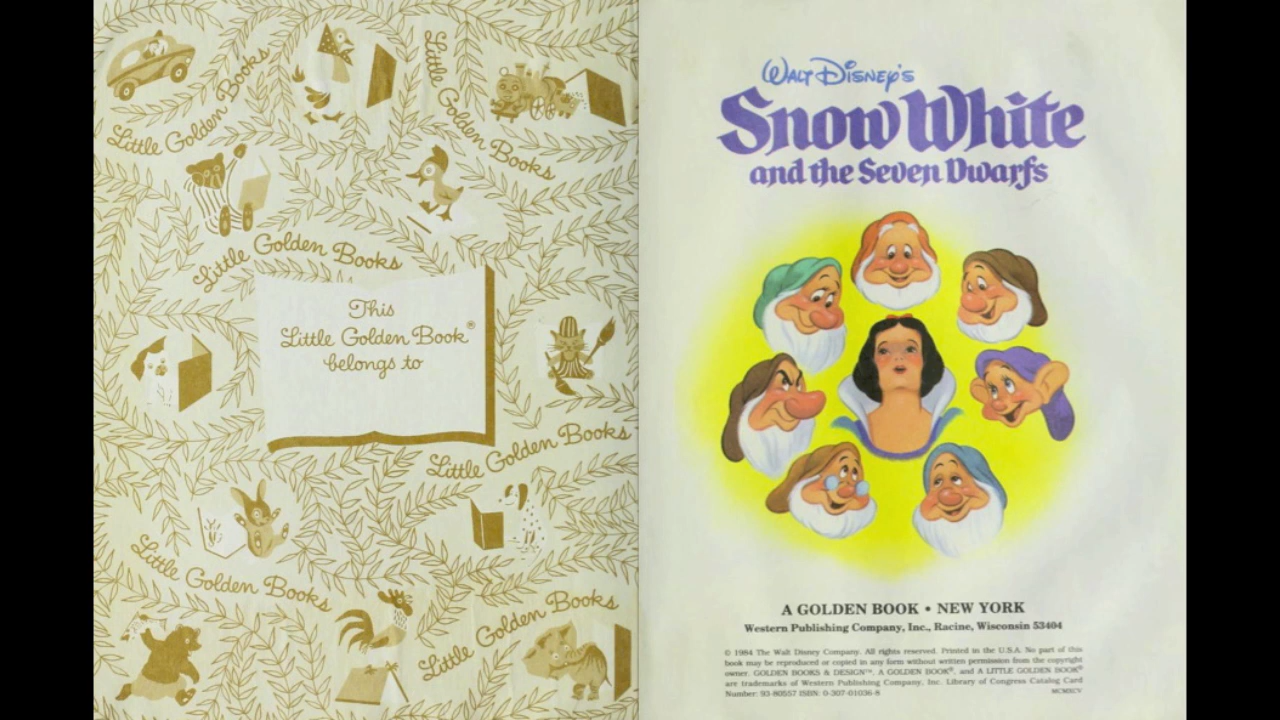 Little Golden Books
Little Golden Books
Little Golden Books
This
Little Golden Book®
belongs to
Little Golden Books
Little Golden Books
Little Golden Books
WALT DISNEY'S
Snow White
and the Seven Dwarfs
A GOLDEN BOOK • NEW YORK
Western Publishing Company, Inc., Racine, Wisconsin 53404
© 1984 The Walt Disney Company. All rights reserved. Printed in the U.S.A. No part of this
book may be reproduced or copied in any form without written permission from the copyright
owner. GOLDEN BOOKS & DESIGN™, A GOLDEN BOOK®, and A LITTLE GOLDEN BOOK®
are trademarks of Western Publishing Company, Inc. Library of Congress Catalog Card
Number: 93-80557 ISBN: 0-307-01036-8
MCMXCV